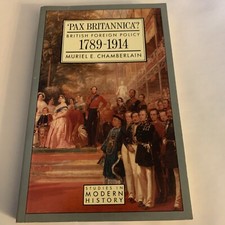 'PAX BRITANNICA'?
BRITISH FOREIGN POLICY
1789-1914
MURIEL E. CHAMBERLAIN
STUDIES IN
MODERN
HISTORY